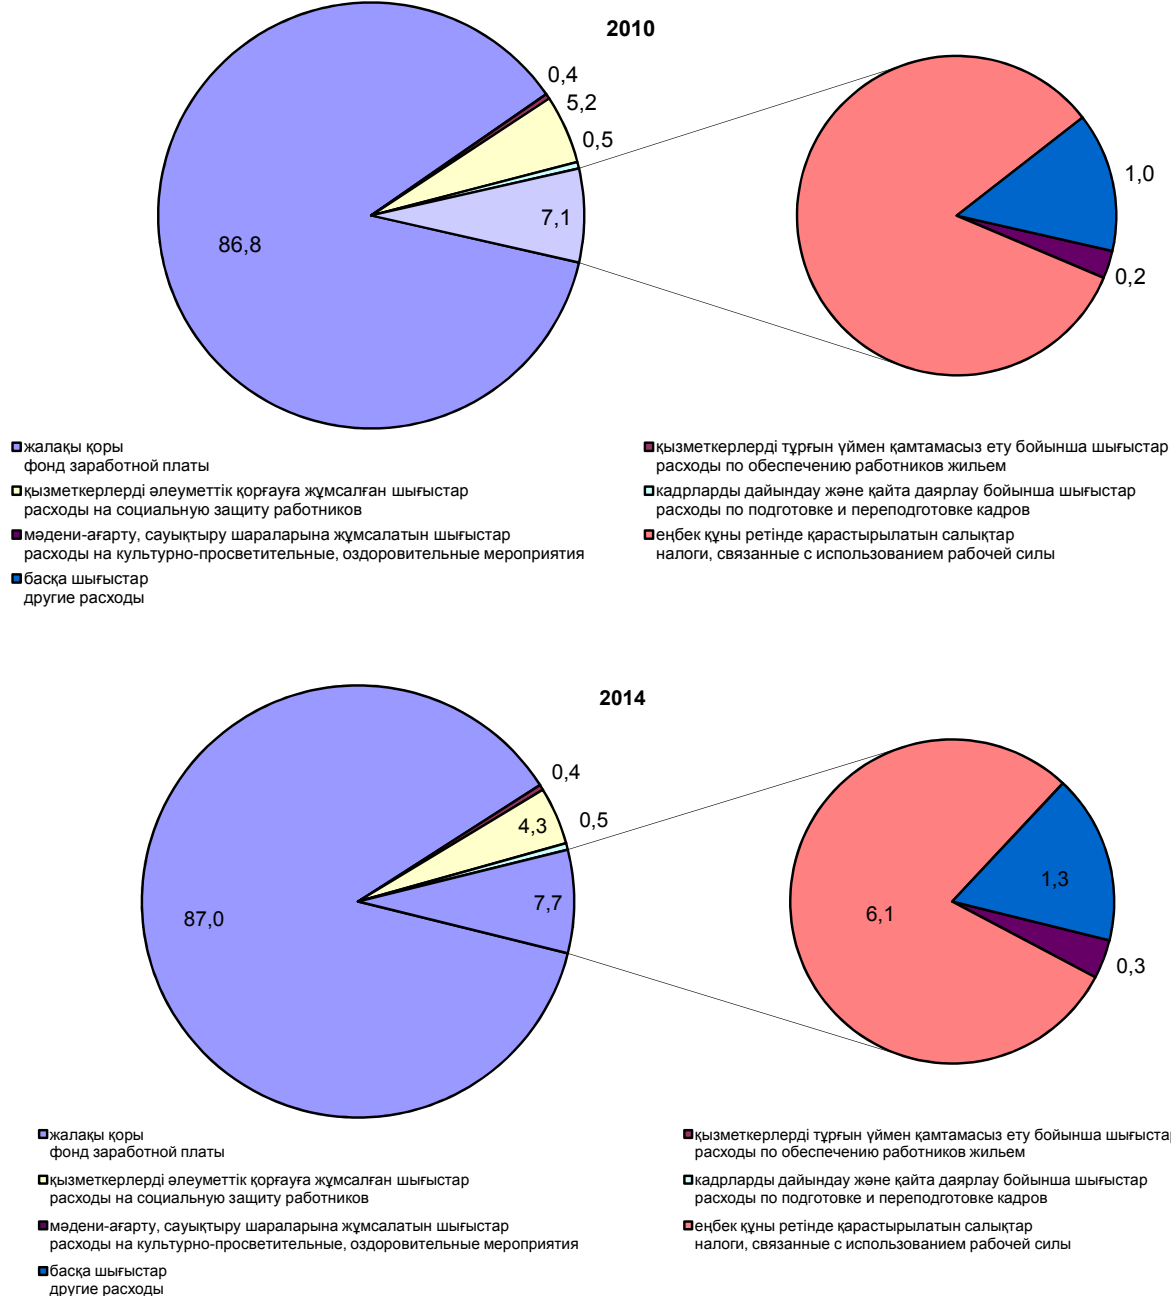 2010
0,4
5,2
0,5
7,1
86,8
1,0
0,2
жалақы қоры
фонд заработной платы
қызметкерлерді әлеуметтік қорғауға жұмсалған шығыстар
расходы на социальную защиту работников
мәдени-ағарту, сауықтыру шараларына жұмсалатын шығыстар
расходы на культурно-просветительные, оздоровительные мероприятия
басқа шығыстар
другие расходы
қызметкерлерді тұрғын үймен қамтамасыз ету бойынша шығыстар
расходы по обеспечению работников жильем
кадрларды дайындау және қайта даярлау бойынша шығыстар
расходы по подготовке и переподготовке кадров
еңбек құны ретінде қарастырылатын салықтар
налоги, связанные с использованием рабочей силы
2014
0,4
4,3
0,5
7,7
87,0
6,1
1,3
0,3
жалақы қоры
фонд заработной платы
қызметкерлерді әлеуметтік қорғауға жұмсалған шығыстар
расходы на социальную защиту работников
мәдени-ағарту, сауықтыру шараларына жұмсалатын шығыстар
расходы на культурно-просветительные, оздоровительные мероприятия
басқа шығыстар
другие расходы
қызметкерлерді тұрғын үймен қамтамасыз ету бойынша шығыста
расходы по обеспечению работников жильем
кадрларды дайындау және қайта даярлау бойынша шығыстар
расходы по подготовке и переподготовке кадров
еңбек құны ретінде қарастырылатын салықтар
налоги, связанные с использованием рабочей силы